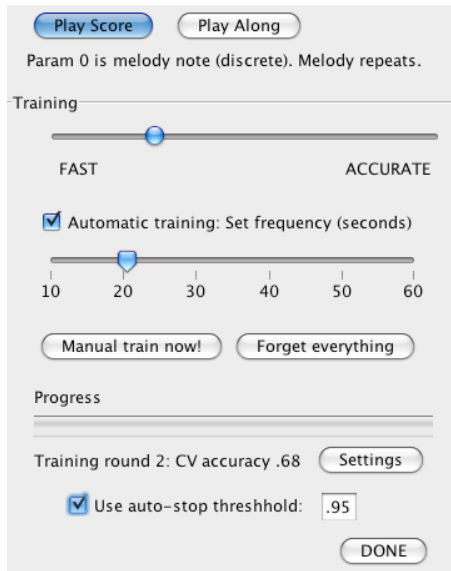 Play Score Play Along
Param 0 is melody note (discrete). Melody repeats.
Training
FAST ACCURATE
Automatic training: Set frequency (seconds)
10 20 30 40 50 60
Manual train now! Forget everything
Progress
Training round 2: CV accuracy .68 Settings
Use auto-stop threshhold: .95
DONE